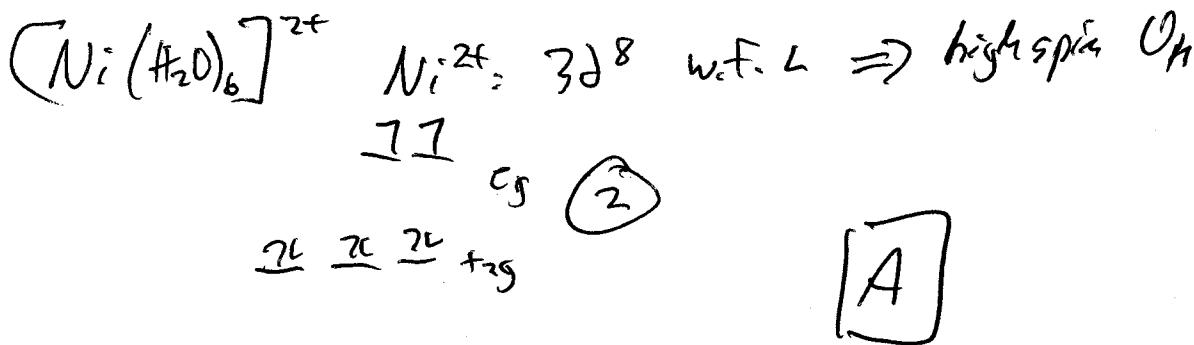 [Ni(H₂O)₆]²⁺ Ni²⁺: 3d⁸ w.f.L ⇒ high spin Oₕ
↿ ↿ eg ②
⥮ ⥮ ⥮ t₂g
A